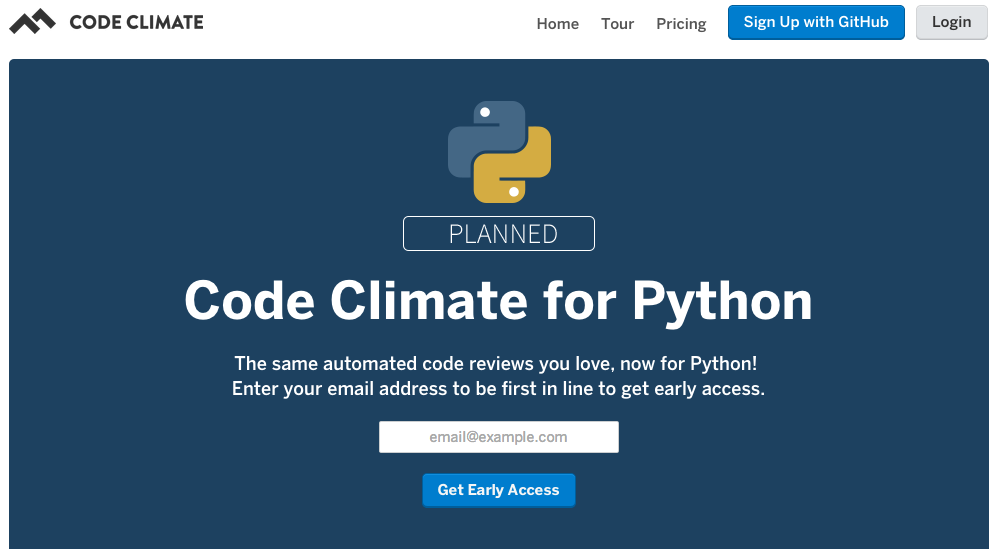 CODE CLIMATE
Home Tour Pricing Sign Up with GitHub Login
PLANNED
Code Climate for Python
The same automated code reviews you love, now for Python!
Enter your email address to be first in line to get early access.
email@example.com
Get Early Access